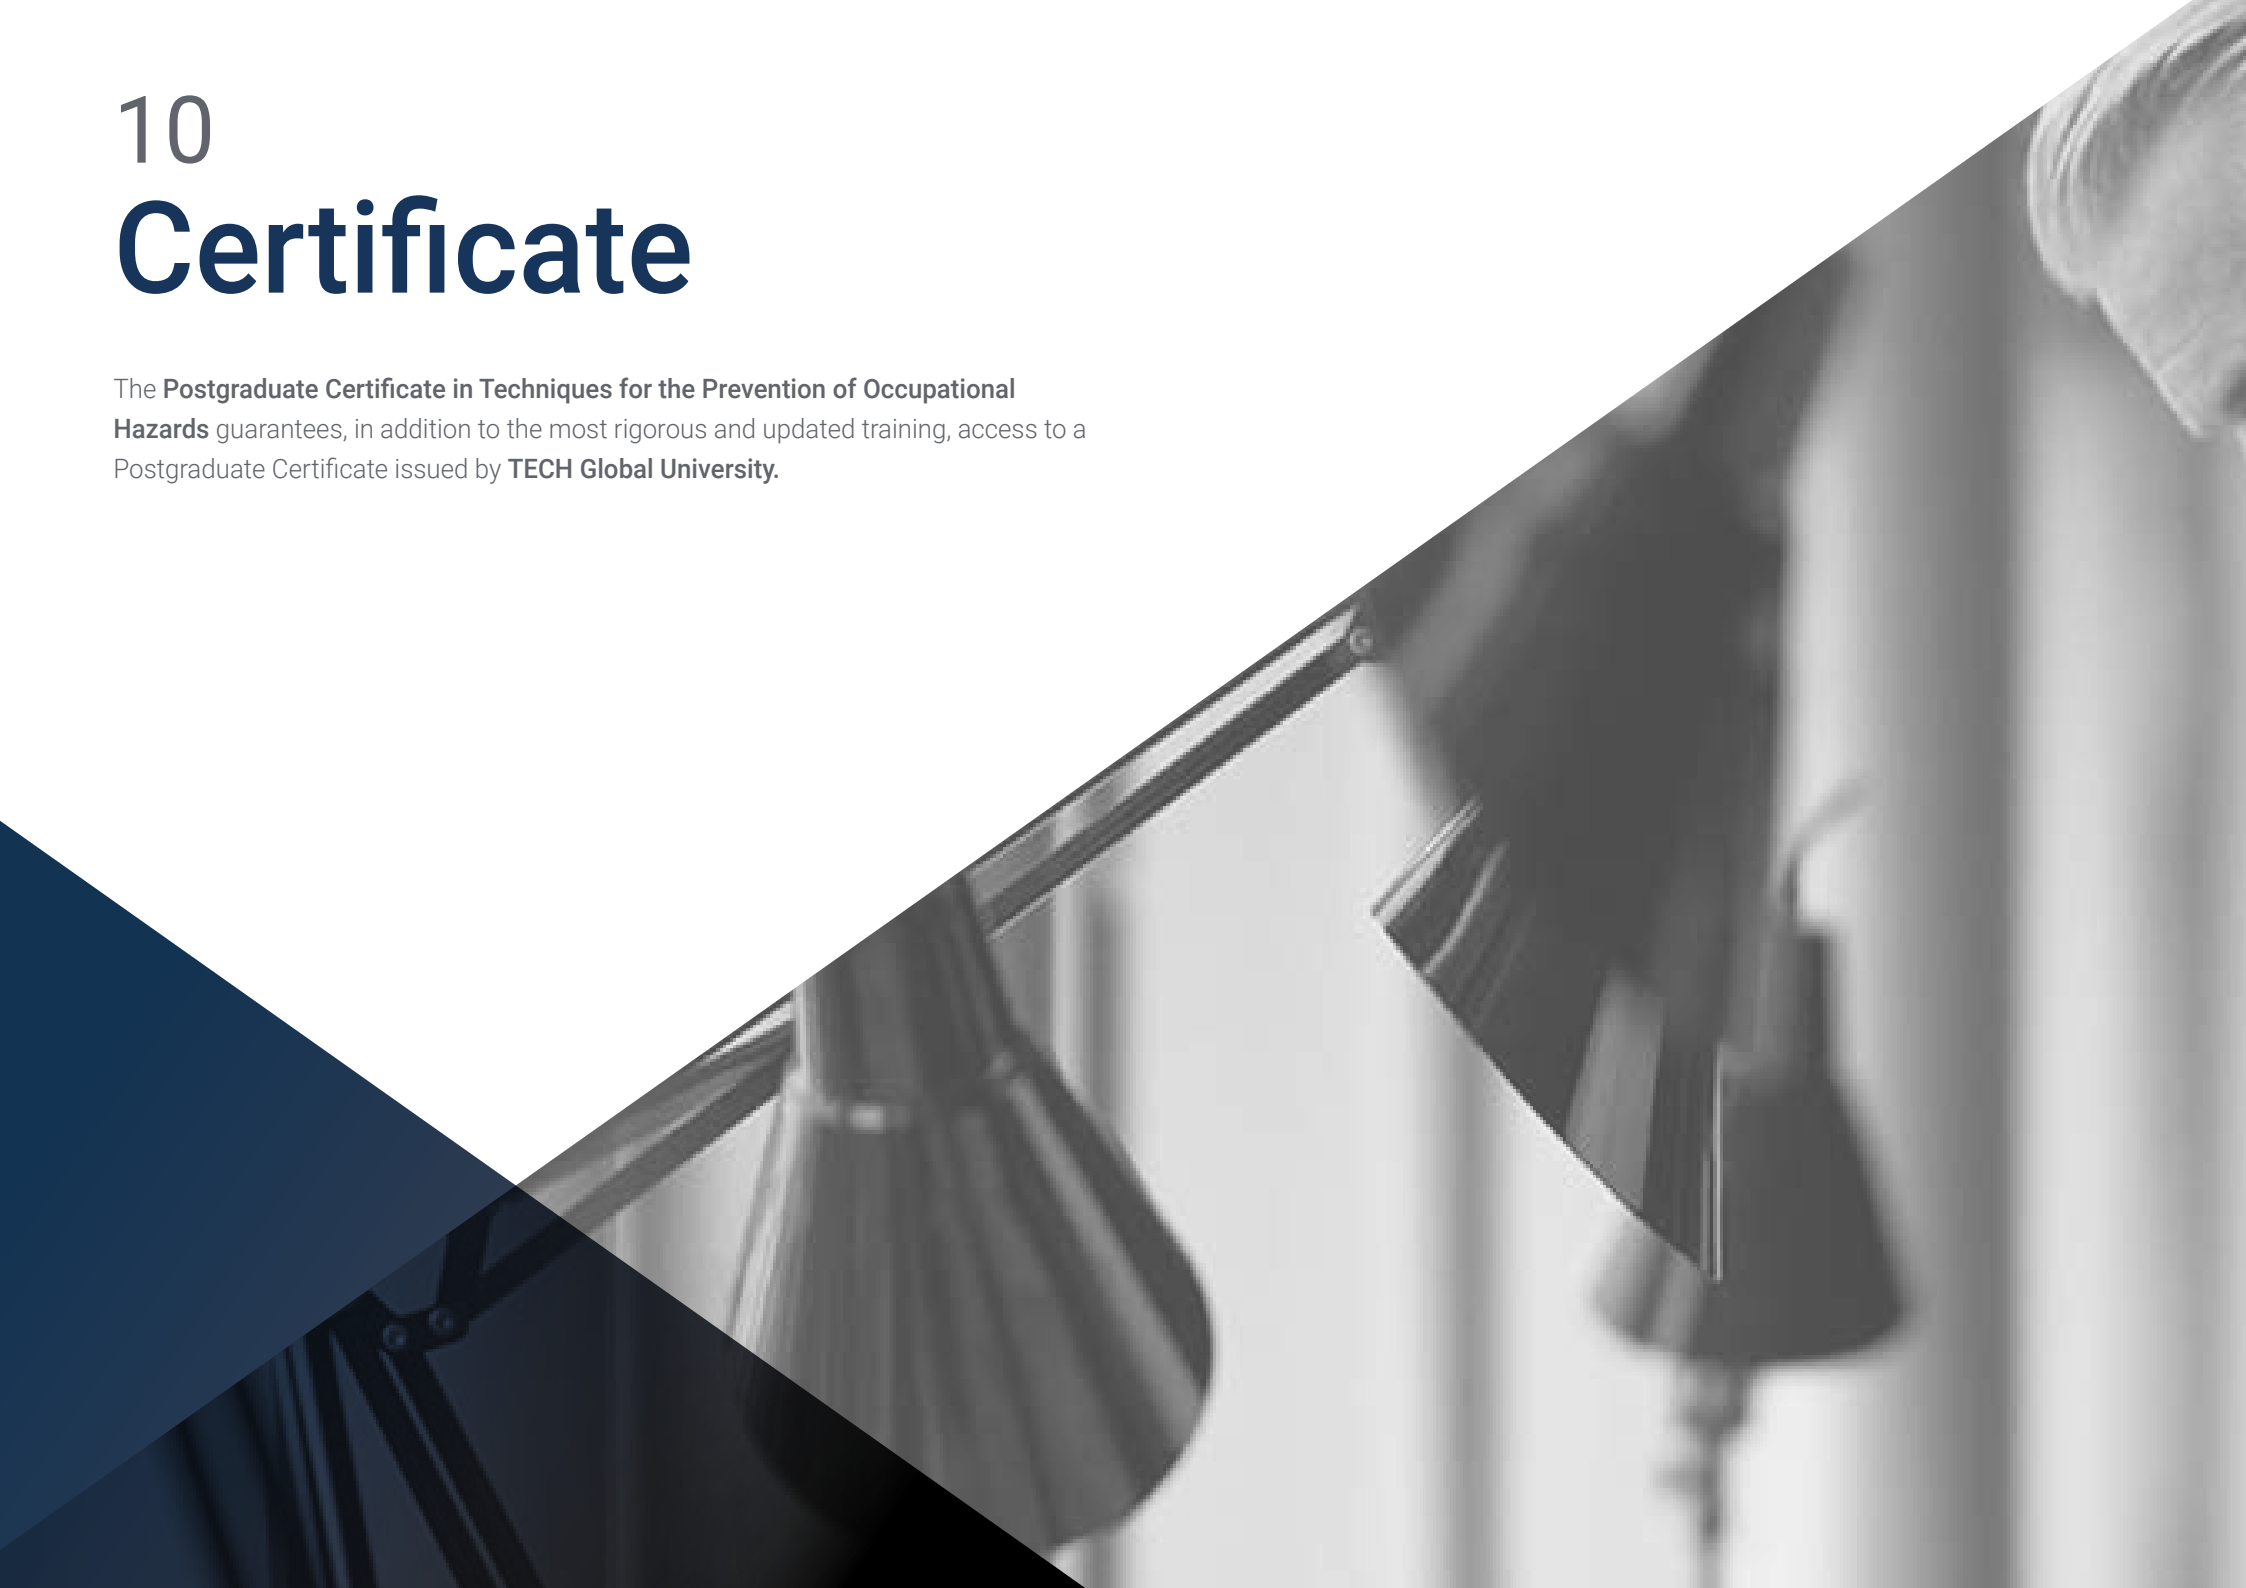 10
Certificate
The Postgraduate Certificate in Techniques for the Prevention of Occupational
Hazards guarantees, in addition to the most rigorous and updated training, access to a
Postgraduate Certificate issued by TECH Global University.